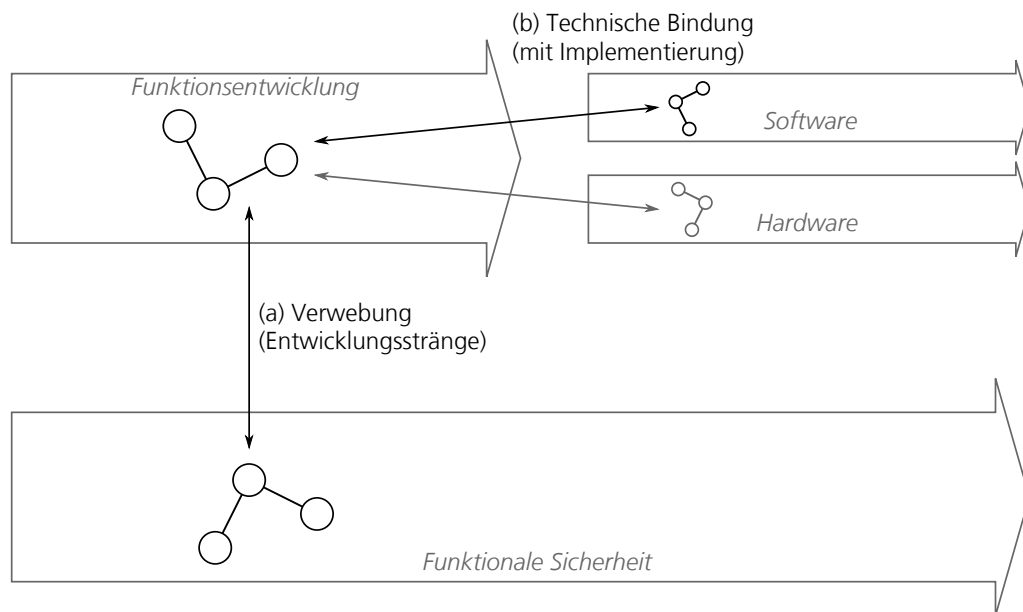 (b) Technische Bindung
(mit Implementierung)
Funktionsentwicklung
Software
Hardware
(a) Verwebung
(Entwicklungsstränge)
Funktionale Sicherheit